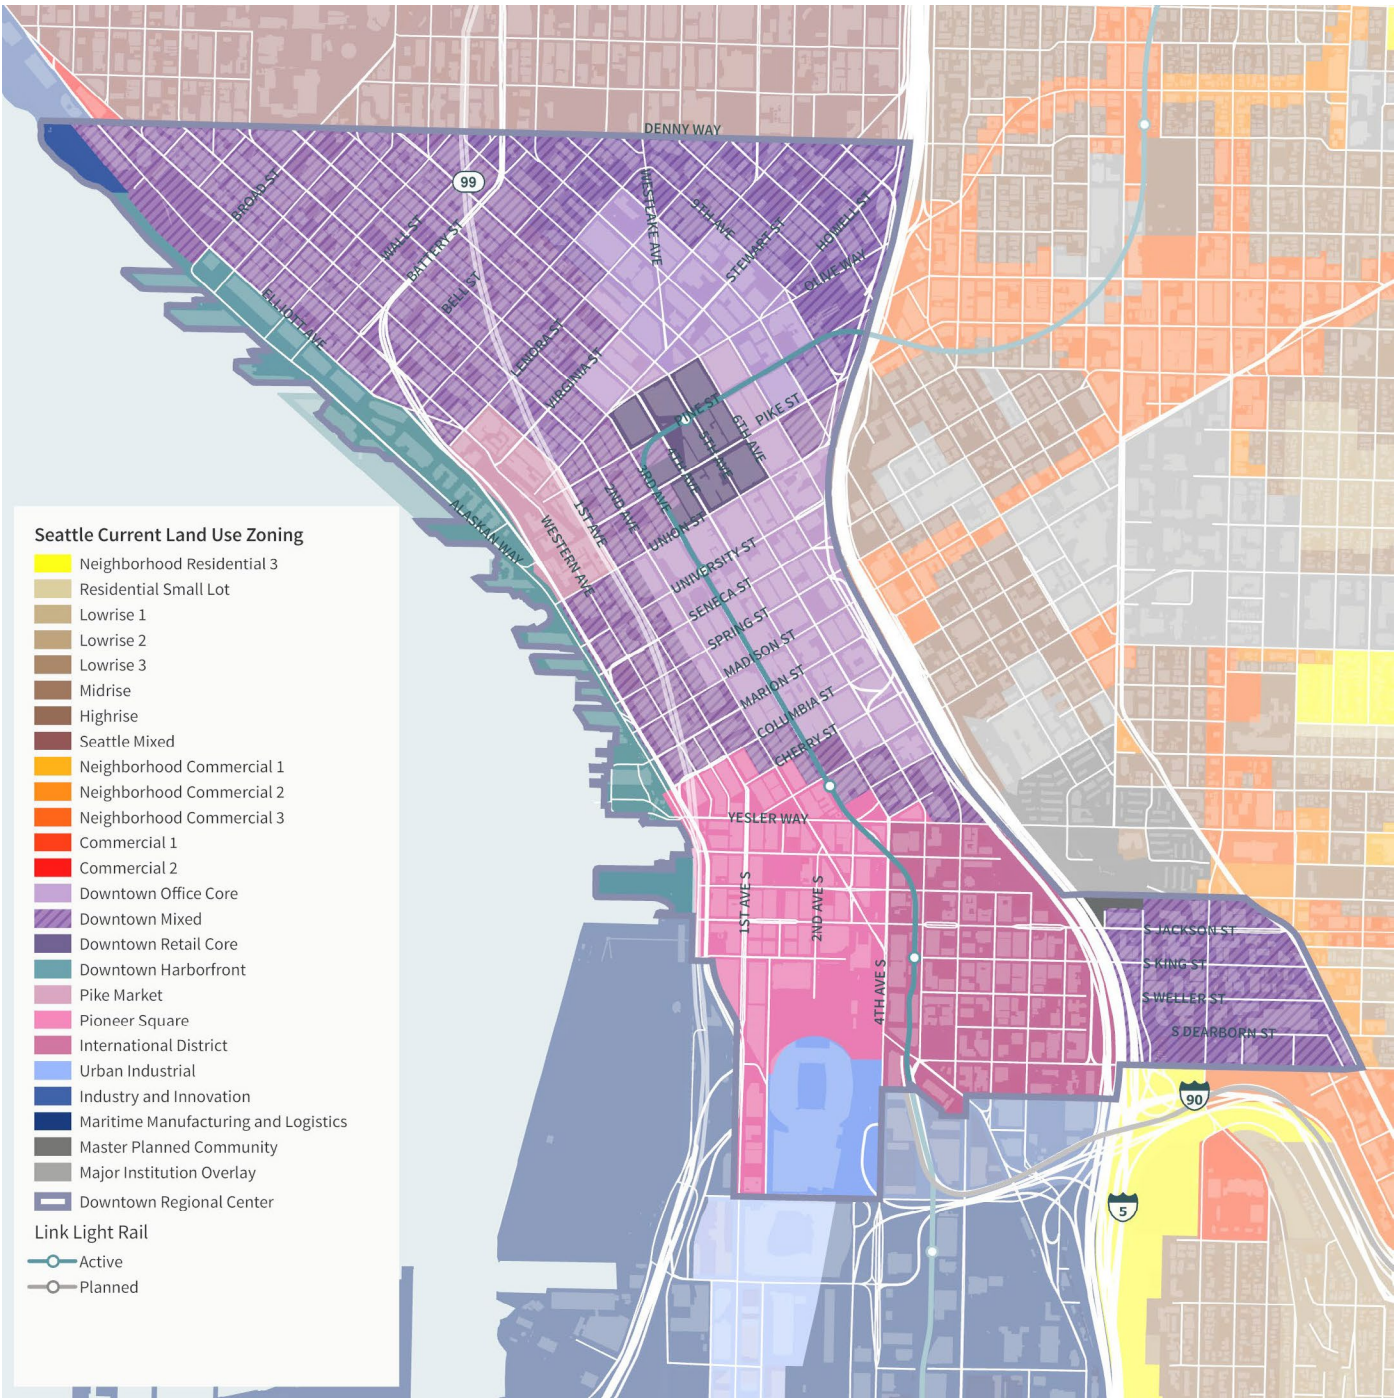 DENNY WAY
99
BROAD ST
WALL ST
BATTERY ST
BELL ST
WESTLAKE AVE
9TH AVE
STEWART ST
HOWELL ST
OLIVE WAY
ELLIOTT AVE
LENORA ST
VIRGINIA ST
PINE ST
PIKE ST
6TH AVE
5TH AVE
4TH AVE
3RD AVE
2ND AVE
1ST AVE
WESTERN AVE
ALASKAN WAY
UNION ST
UNIVERSITY ST
SENECA ST
SPRING ST
MADISON ST
MARION ST
COLUMBIA ST
CHERRY ST
YESLER WAY
1ST AVE S
2ND AVE S
4TH AVE S
S JACKSON ST
S KING ST
S WELLER ST
S DEARBORN ST
90
5
Seattle Current Land Use Zoning
Neighborhood Residential 3
Residential Small Lot
Lowrise 1
Lowrise 2
Lowrise 3
Midrise
Highrise
Seattle Mixed
Neighborhood Commercial 1
Neighborhood Commercial 2
Neighborhood Commercial 3
Commercial 1
Commercial 2
Downtown Office Core
Downtown Mixed
Downtown Retail Core
Downtown Harborfront
Pike Market
Pioneer Square
International District
Urban Industrial
Industry and Innovation
Maritime Manufacturing and Logistics
Master Planned Community
Major Institution Overlay
Downtown Regional Center
Link Light Rail
Active
Planned